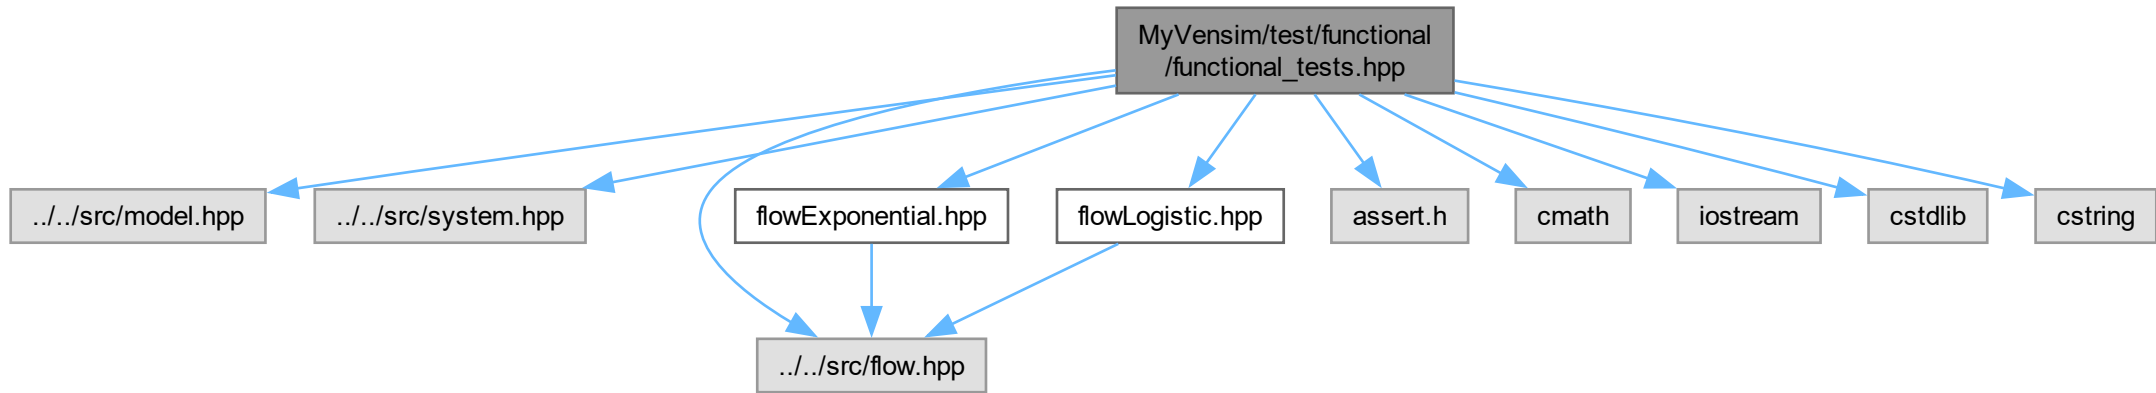 MyVensim/test/functional
/functional_tests.hpp
../../src/model.hpp
../../src/system.hpp
flowExponential.hpp
flowLogistic.hpp
assert.h
cmath
iostream
cstdlib
cstring
../../src/flow.hpp